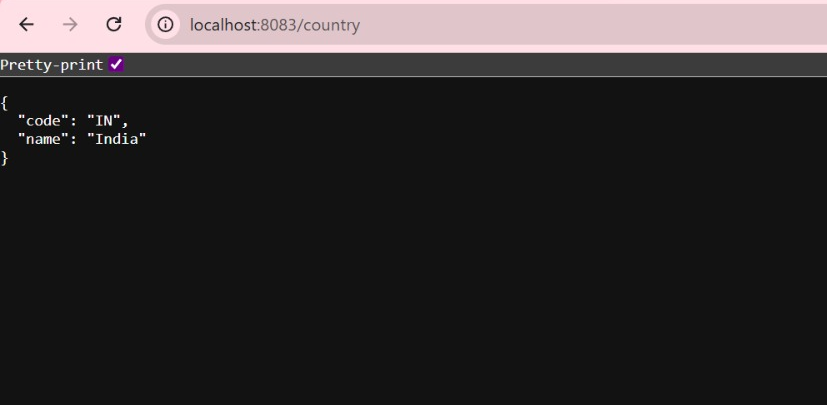 localhost:8083/country
Pretty-print
{
  "code": "IN",
  "name": "India"
}